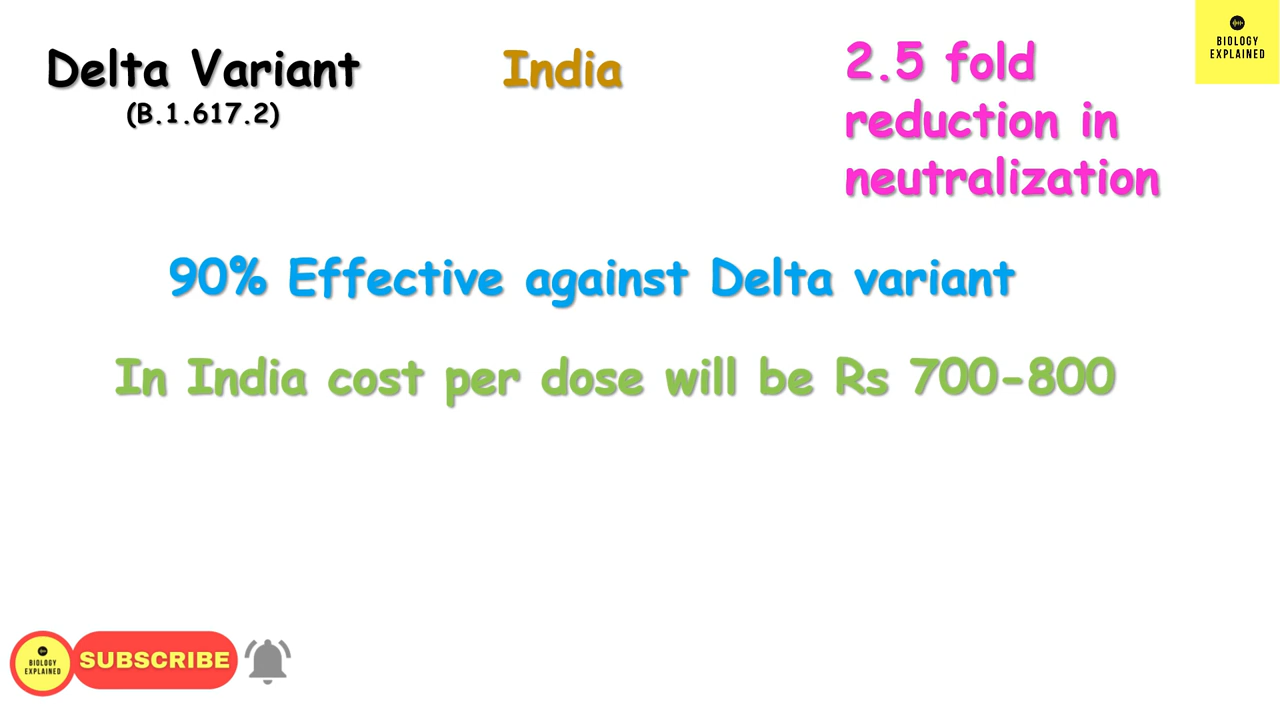 Delta Variant
(B.1.617.2)
India
2.5 fold
reduction in
neutralization
BIOLOGY
EXPLAINED
90% Effective against Delta variant
In India cost per dose will be Rs 700-800
BIOLOGY
EXPLAINED
SUBSCRIBE